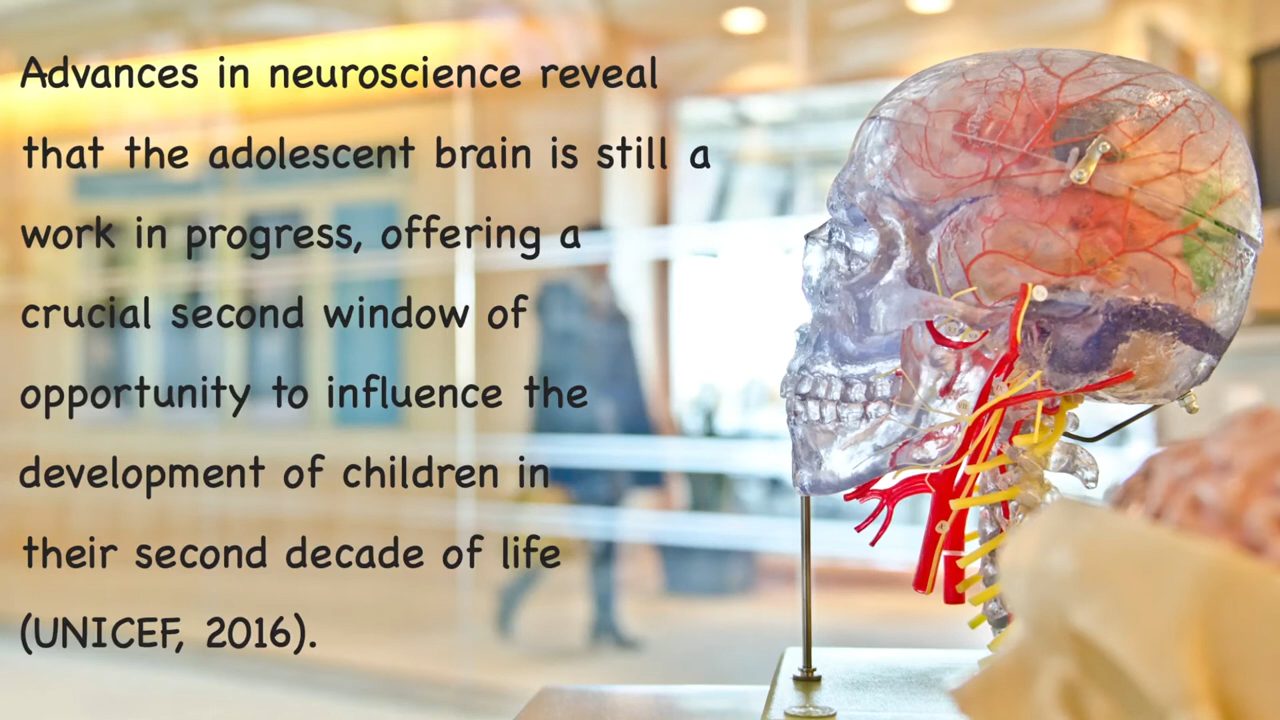 Advances in neuroscience reveal
that the adolescent brain is still a
work in progress, offering a
crucial second window of
opportunity to influence the
development of children in
their second decade of life
(UNICEF, 2016).